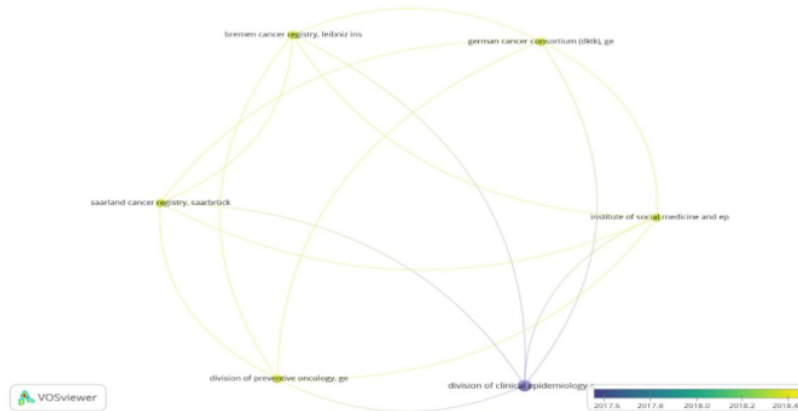 bremen cancer registry, leibniz ins
german cancer consortium (dktk), ge
saarland cancer registry, saarbrück
institute of social medicine and ep
division of preventive oncology, ge
division of clinical epidemiology
VOSviewer
2017.6 2017.8 2018.0 2018.2 2018.4